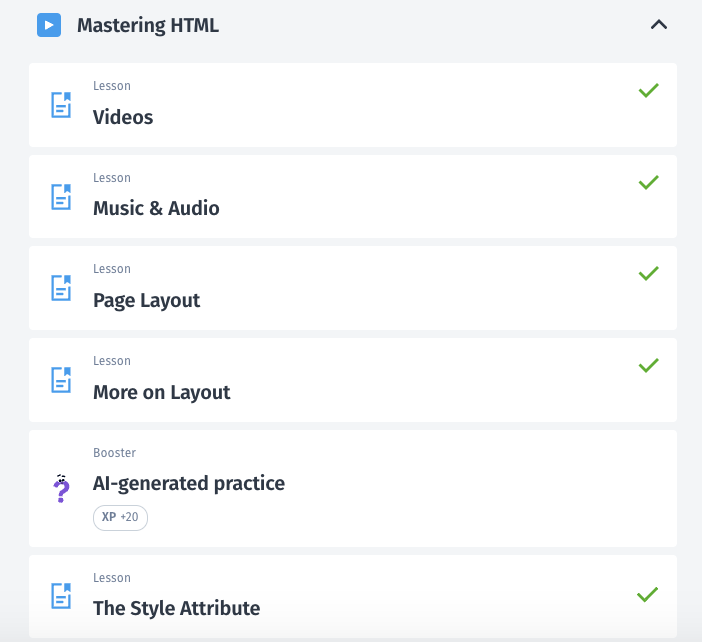 Mastering HTML
Lesson
Videos
Lesson
Music & Audio
Lesson
Page Layout
Lesson
More on Layout
Booster
AI-generated practice
XP +20
Lesson
The Style Attribute